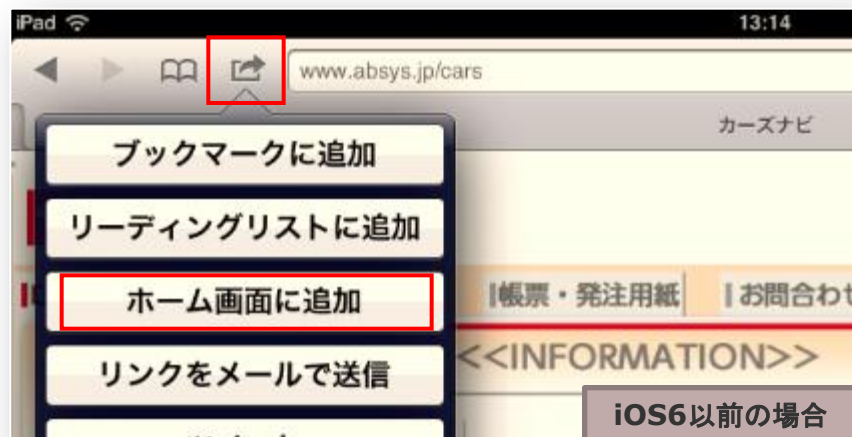 iPad 13:14
www.absys.jp/cars
カーズナビ
ブックマークに追加
リーディングリストに追加
ホーム画面に追加
帳票・発注用紙
お問合わせ
リンクをメールで送信
<<INFORMATION>>
iOS6以前の場合